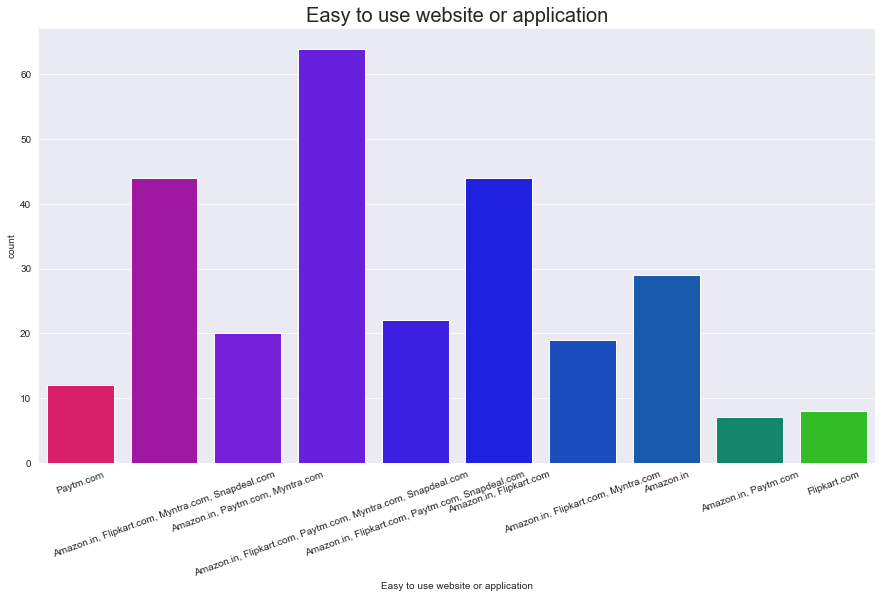 Easy to use website or application
60
50
40
30
20
10
0
count
Paytm.com
Amazon.in, Flipkart.com, Myntra.com, Snapdeal.com
Amazon.in, Paytm.com, Myntra.com
Amazon.in, Flipkart.com, Paytm.com, Myntra.com, Snapdeal.com
Amazon.in, Flipkart.com, Paytm.com, Snapdeal.com
Amazon.in, Flipkart.com
Amazon.in, Flipkart.com, Myntra.com
Amazon.in
Amazon.in, Paytm.com
Flipkart.com
Easy to use website or application